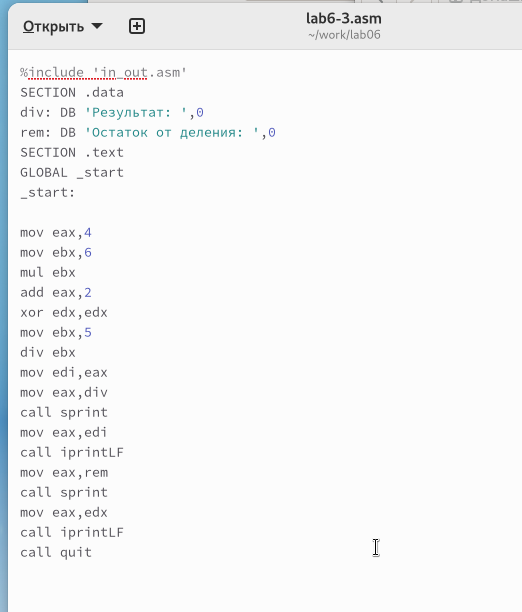 Открыть
lab6-3.asm
~/work/lab06
%include 'in_out.asm'
SECTION .data
div: DB 'Результат: ',0
rem: DB 'Остаток от деления: ',0
SECTION .text
GLOBAL _start
_start:
mov eax,4
mov ebx,6
mul ebx
add eax,2
xor edx,edx
mov ebx,5
div ebx
mov edi,eax
mov eax,div
call sprint
mov eax,edi
call iprintLF
mov eax,rem
call sprint
mov eax,edx
call iprintLF
call quit